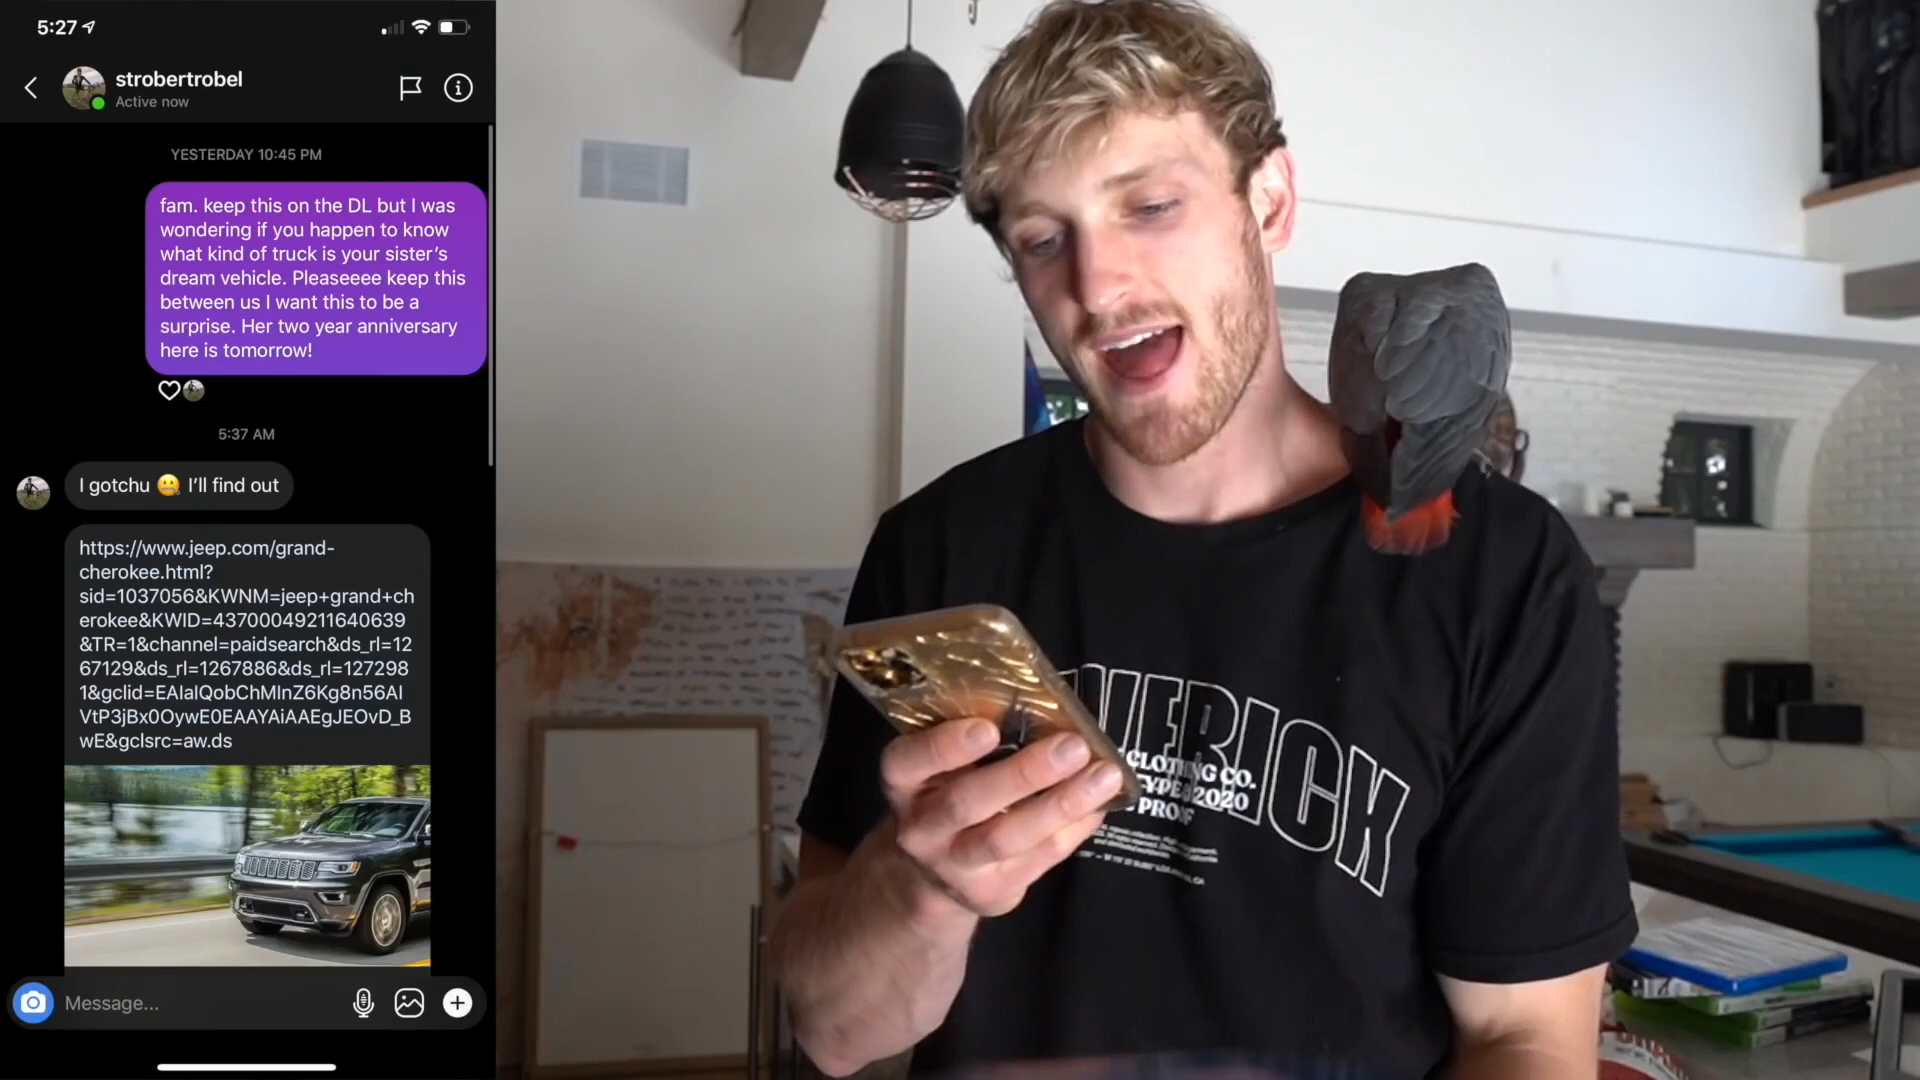 5:27
strobertrobel
Active now
YESTERDAY 10:45 PM
fam. keep this on the DL but I was
wondering if you happen to know
what kind of truck is your sister's
dream vehicle. Pleaseeee keep this
between us I want this to be a
surprise. Her two year anniversary
here is tomorrow!
5:37 AM
I gotchu 🤐 I'll find out
https://www.jeep.com/grand-
cherokee.html?
sid=1037056&KWNM=jeep+grand+ch
erokee&KWID=43700049211640639
&TR=1&channel=paidsearch&ds_rl=12
67129&ds_rl=1267886&ds_rl=127298
1&gclid=EAIaIQobChMInZ6Kg8n56AI
VtP3jBx0OywE0EAAYAiAAEgJEOvD_B
wE&gclsrc=aw.ds
Message...
VERICK
CLOTHING CO.
2020